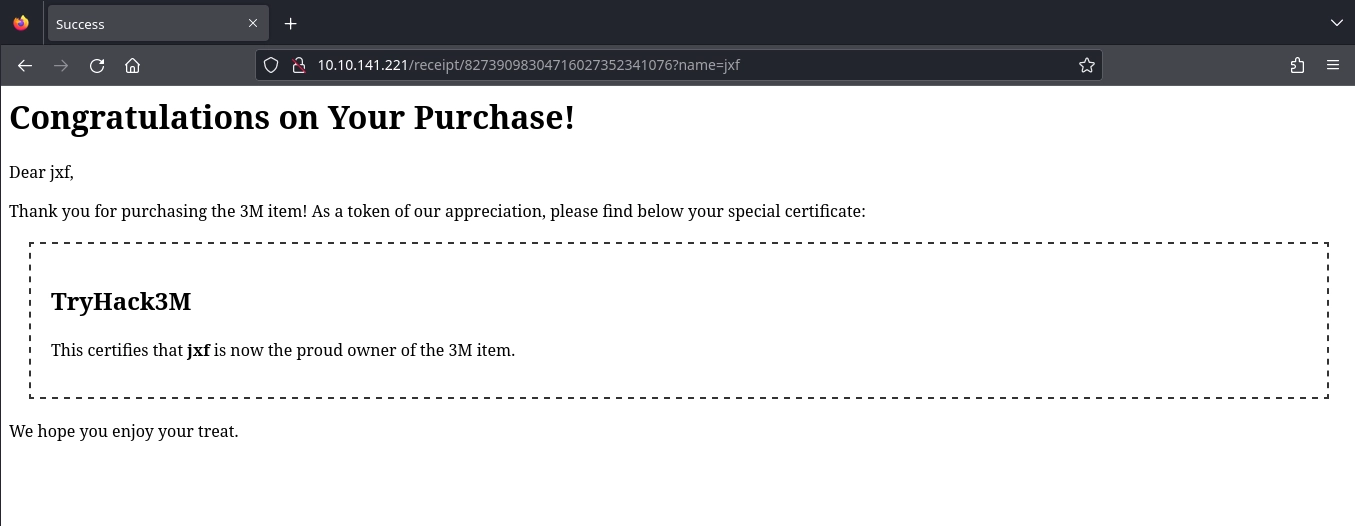 Success
10.10.141.221/receipt/82739098304716027352341076?name=jxf
Congratulations on Your Purchase!
Dear jxf,
Thank you for purchasing the 3M item! As a token of our appreciation, please find below your special certificate:
TryHack3M
This certifies that jxf is now the proud owner of the 3M item.
We hope you enjoy your treat.